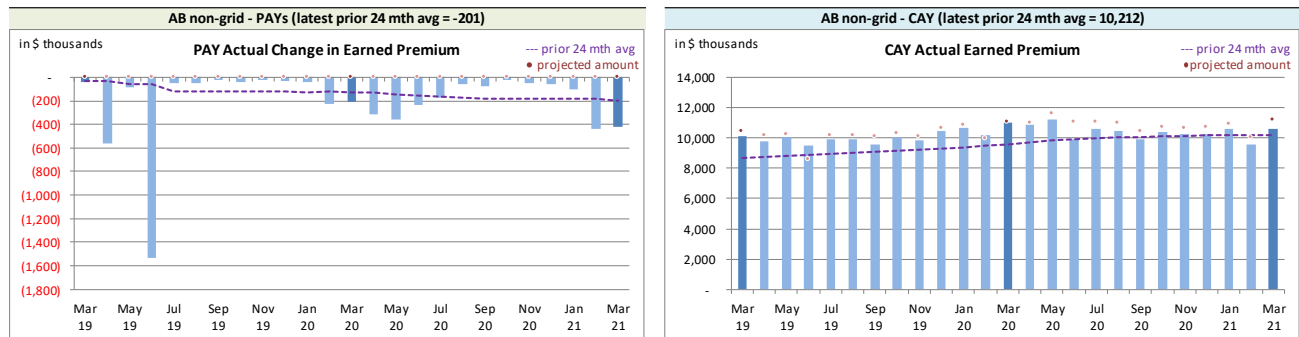 AB non-grid - PAYs (latest prior 24 mth avg = -201)
in $ thousands
PAY Actual Change in Earned Premium
--- prior 24 mth avg
• projected amount
-
(200)
(400)
(600)
(800)
(1,000)
(1,200)
(1,400)
(1,600)
(1,800)
Mar May Jul Sep Nov Jan Mar May Jul Sep Nov Jan Mar
19 19 19 19 19 20 20 20 20 20 20 21 21
AB non-grid - CAY (latest prior 24 mth avg = 10,212)
in $ thousands
CAY Actual Earned Premium
--- prior 24 mth avg
• projected amount
14,000
12,000
10,000
8,000
6,000
4,000
2,000
-
Mar May Jul Sep Nov Jan Mar May Jul Sep Nov Jan Mar
19 19 19 19 19 20 20 20 20 20 20 21 21